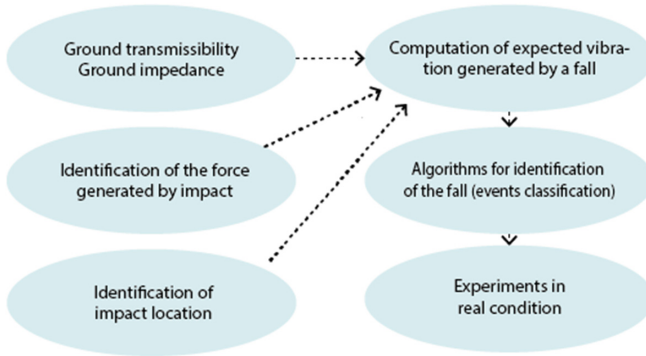 Ground transmissibility
Ground impedance
Computation of expected vibra-
tion generated by a fall
Identification of the force
generated by impact
Algorithms for identification
of the fall (events classification)
Identification of
impact location
Experiments in
real condition